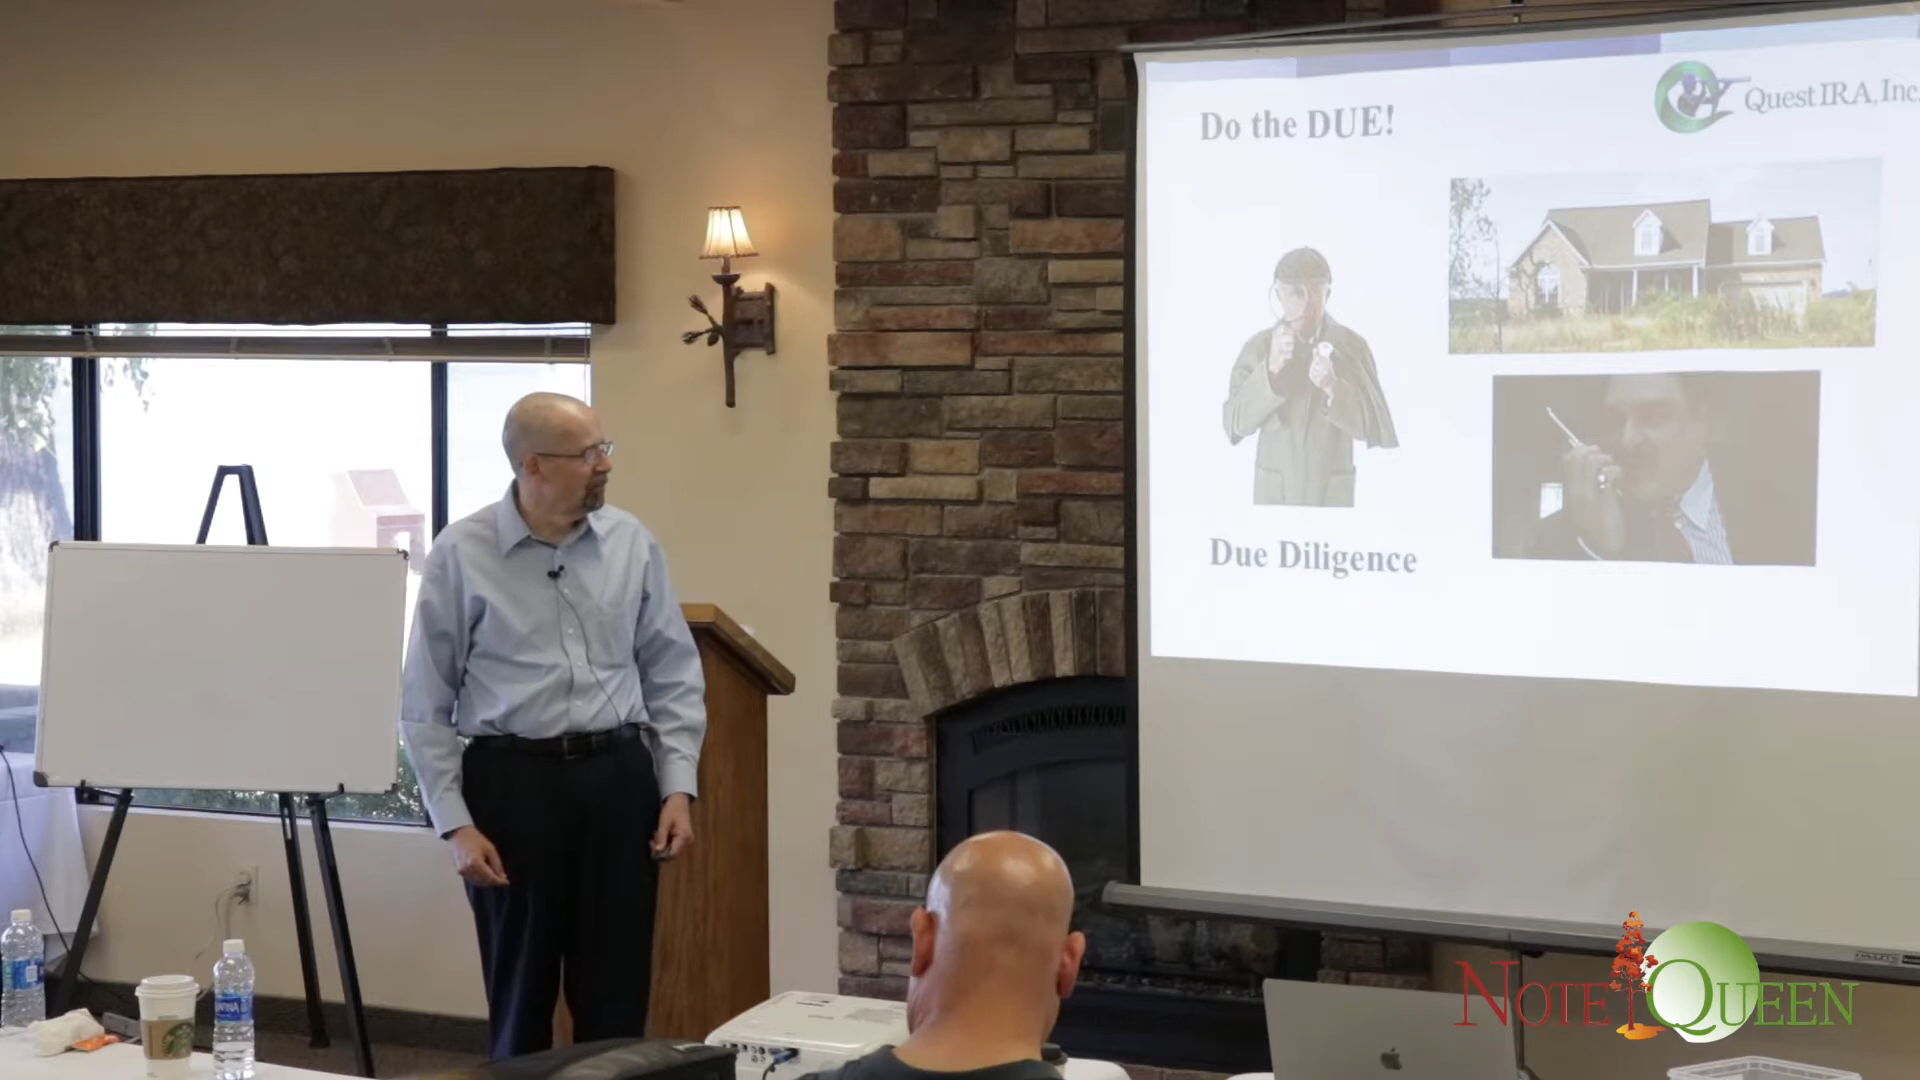 Do the DUE!
Quest IRA, Inc.
Due Diligence
NOTE QUEEN